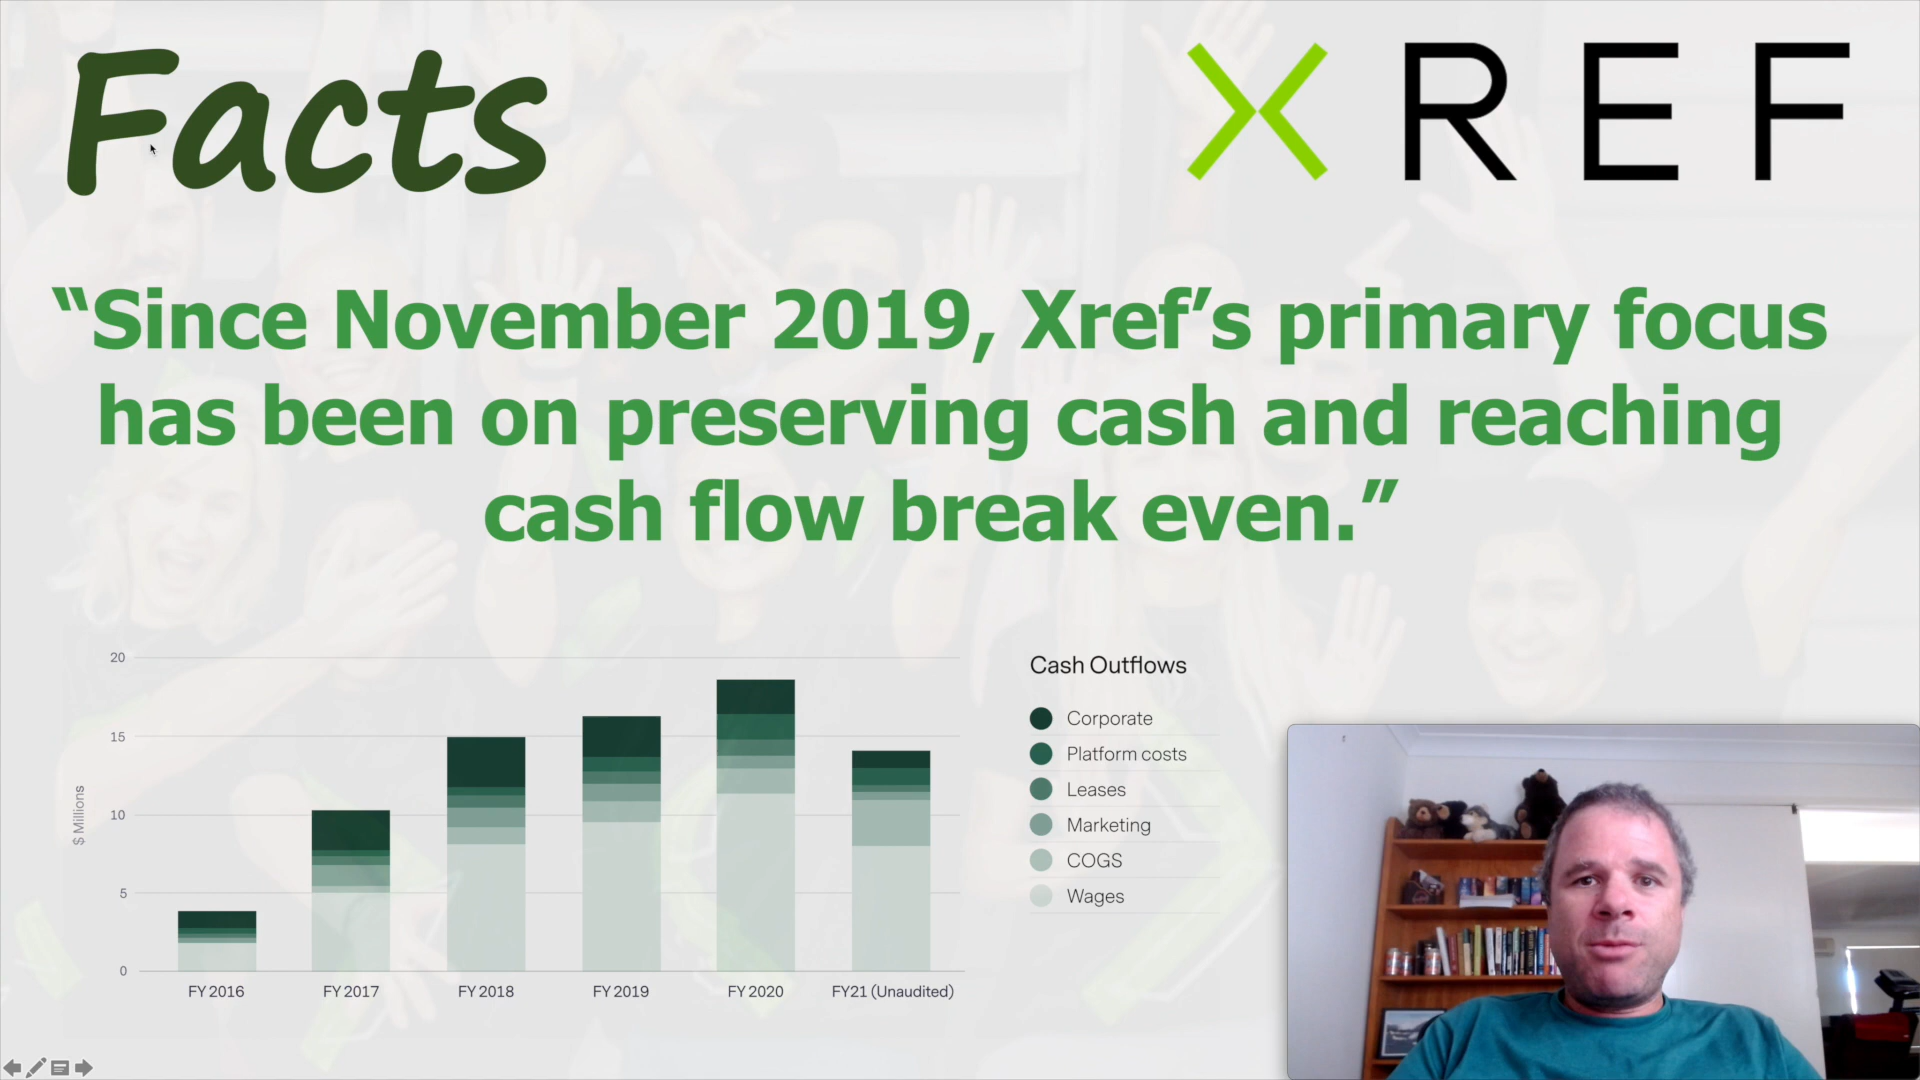 Facts
XREF
“Since November 2019, Xref’s primary focus
has been on preserving cash and reaching
cash flow break even.”
20
15
10
5
0
$ Millions
FY 2016
FY 2017
FY 2018
FY 2019
FY 2020
FY21 (Unaudited)
Cash Outflows
Corporate
Platform costs
Leases
Marketing
COGS
Wages